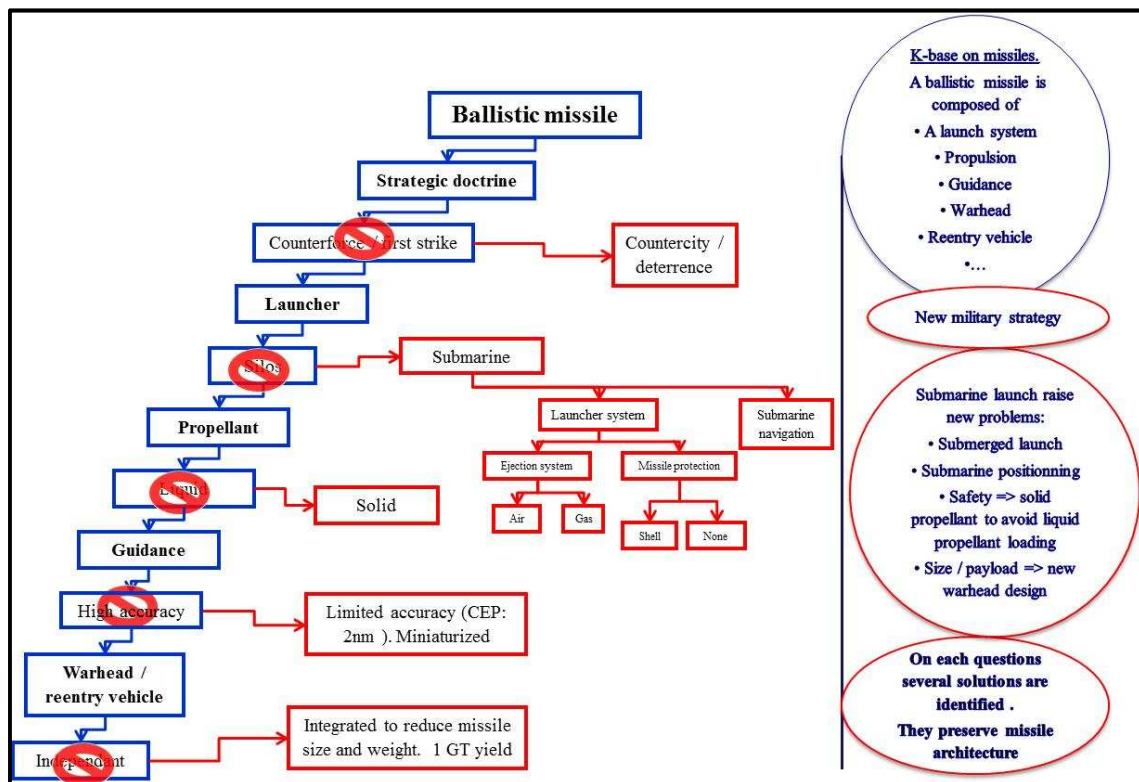 Ballistic missile
Strategic doctrine
Counterforce / first strike
Countercity /
deterrence
Launcher
Silos
Submarine
Launcher system
Submarine
navigation
Ejection system
Missile protection
Air
Gas
Shell
None
Propellant
Liquid
Solid
Guidance
High accuracy
Limited accuracy (CEP:
2nm ). Miniaturized
Warhead /
reentry vehicle
Independant
Integrated to reduce missile
size and weight. 1 GT yield
K-base on missiles.
A ballistic missile is
composed of
• A launch system
• Propulsion
• Guidance
• Warhead
• Reentry vehicle
•…
New military strategy
Submarine launch raise
new problems:
• Submerged launch
• Submarine positionning
• Safety => solid
propellant to avoid liquid
propellant loading
• Size / payload => new
warhead design
On each questions
several solutions are
identified .
They preserve missile
architecture